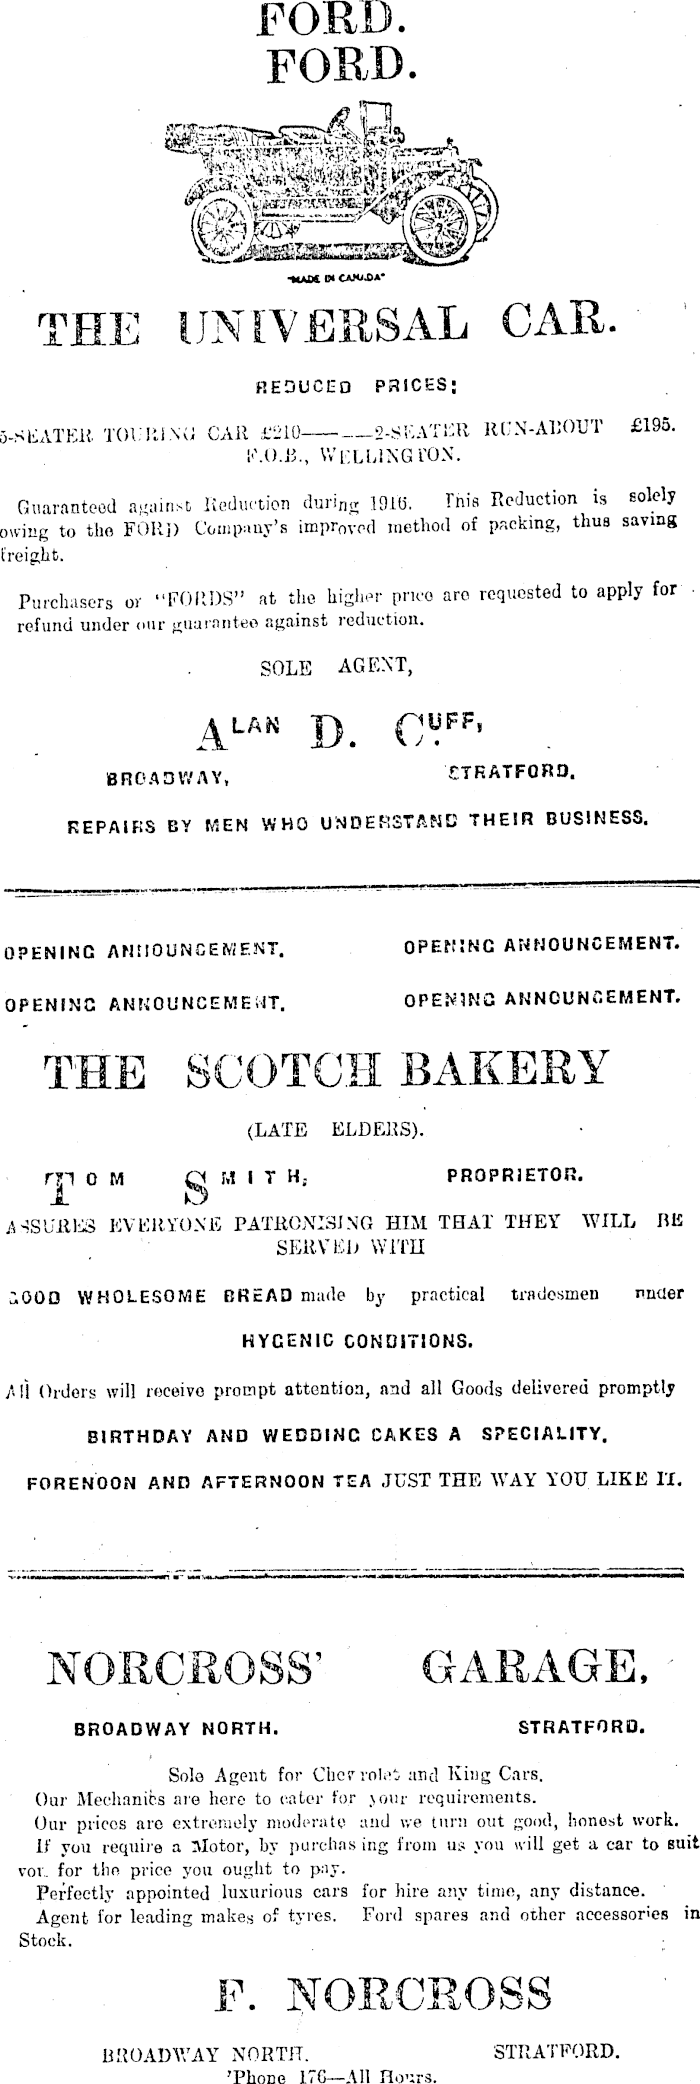 FORD.
FORD.
"MADE IN CANADA"
THE UNIVERSAL CAR.
REDUCED PRICES:
5-SEATER TOURING CAR £210—— ——2-SEATER RUN-ABOUT £195.
F.O.B., WELLINGTON.
Guaranteed against Reduction during 1916. This Reduction is solely
owing to the FORD Company's improved method of packing, thus saving
freight.
Purchasers or "FORDS" at the higher price are requested to apply for
refund under our guarantee against reduction.
SOLE AGENT,
ALAN D. CUFF,
BROADWAY, STRATFORD.
REPAIRS BY MEN WHO UNDERSTAND THEIR BUSINESS.
OPENING ANNOUNCEMENT. OPENING ANNOUNCEMENT.
OPENING ANNOUNCEMENT. OPENING ANNOUNCEMENT.
THE SCOTCH BAKERY
(LATE ELDERS).
TOM SMITH, PROPRIETOR.
ASSURES EVERYONE PATRONISING HIM THAT THEY WILL BE
SERVED WITH
GOOD WHOLESOME BREAD made by practical tradesmen under
HYGENIC CONDITIONS.
All Orders will receive prompt attention, and all Goods delivered promptly
BIRTHDAY AND WEDDING CAKES A SPECIALITY.
FORENOON AND AFTERNOON TEA JUST THE WAY YOU LIKE IT.
NORCROSS' GARAGE,
BROADWAY NORTH. STRATFORD.
Sole Agent for Chevrolet and King Cars.
Our Mechanics are here to cater for your requirements.
Our prices are extremely moderate and we turn out good, honest work.
If you require a Motor, by purchasing from us you will get a car to suit
you for the price you ought to pay.
Perfectly appointed luxurious cars for hire any time, any distance.
Agent for leading makes of tyres. Ford spares and other accessories in
Stock.
F. NORCROSS
BROADWAY NORTH. STRATFORD.
'Phone 176—All Hours.